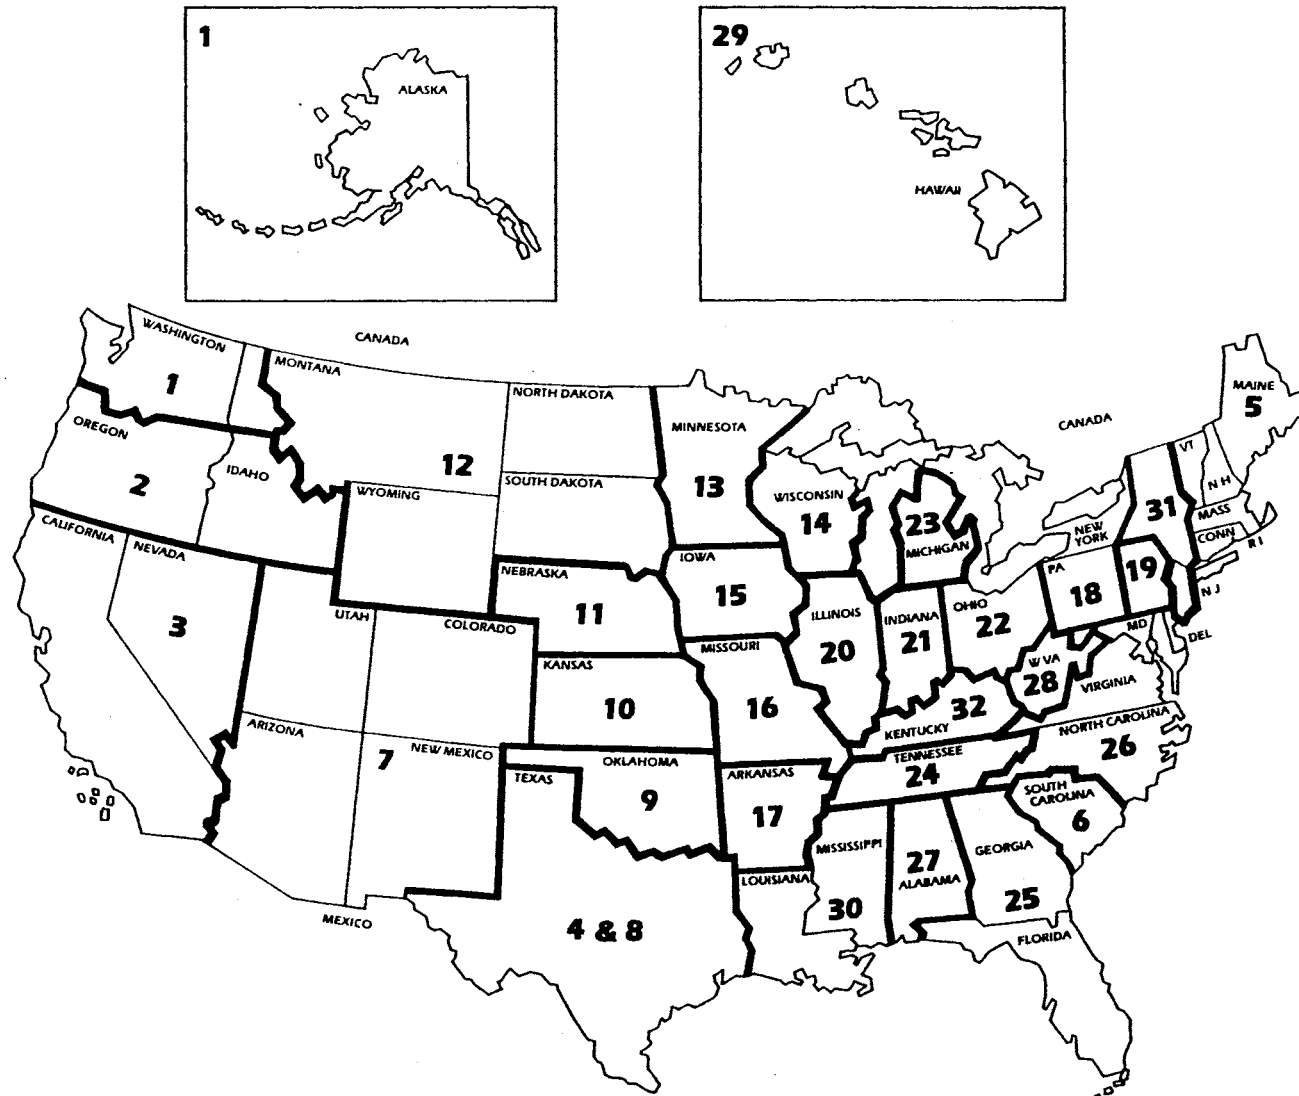 1
ALASKA
29
HAWAII
WASHINGTON
1
CANADA
MONTANA
OREGON
2
IDAHO
12
WYOMING
NORTH DAKOTA
SOUTH DAKOTA
MINNESOTA
13
WISCONSIN
14
23
MICHIGAN
CANADA
MAINE
5
VT
N H
MASS
CONN
R I
NEW
YORK
31
CALIFORNIA
NEVADA
3
UTAH
COLORADO
NEBRASKA
11
IOWA
15
ILLINOIS
20
INDIANA
21
OHIO
22
PA
18
19
N J
MD
DEL
W VA
28
VIRGINIA
KANSAS
10
MISSOURI
16
KENTUCKY
32
ARIZONA
7
NEW MEXICO
TEXAS
OKLAHOMA
9
ARKANSAS
17
TENNESSEE
24
NORTH CAROLINA
26
SOUTH
CAROLINA
6
MISSISSIPPI
30
27
ALABAMA
GEORGIA
25
LOUISIANA
4 & 8
MEXICO
FLORIDA